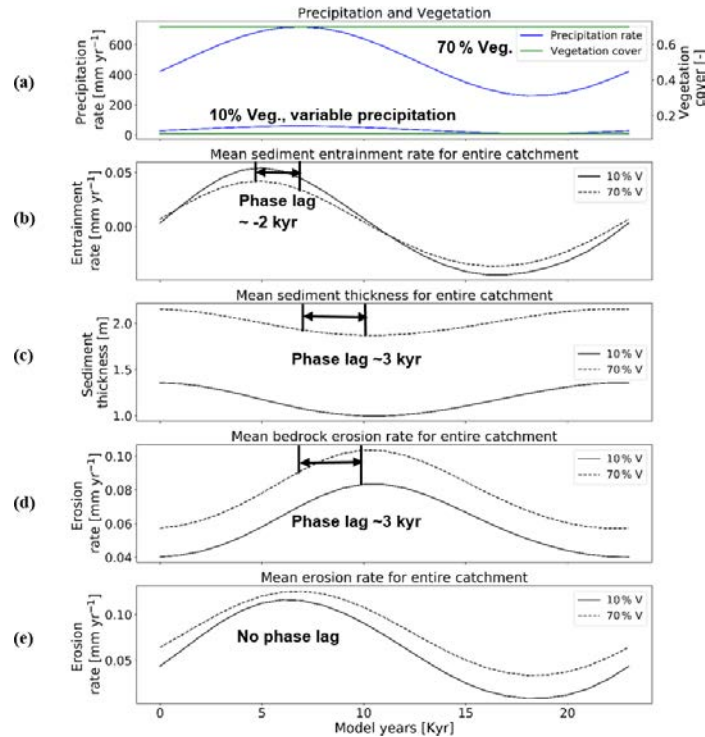 Precipitation and Vegetation
(a)
Precipitation
rate [mm yr⁻¹]
600
400
200
0
70 % Veg.
Precipitation rate
Vegetation cover
10% Veg., variable precipitation
0.6
0.4
0.2
Vegetation
cover [-]
Mean sediment entrainment rate for entire catchment
(b)
Entrainment
rate [mm yr⁻¹]
0.05
0.00
Phase lag
~ -2 kyr
10 % V
70 % V
Mean sediment thickness for entire catchment
(c)
Sediment
thickness [m]
2.0
1.5
1.0
Phase lag ~3 kyr
10 % V
70 % V
Mean bedrock erosion rate for entire catchment
(d)
Erosion
rate [mm yr⁻¹]
0.10
0.08
0.06
0.04
Phase lag ~3 kyr
10 % V
70 % V
Mean erosion rate for entire catchment
(e)
Erosion
rate [mm yr⁻¹]
0.10
0.05
No phase lag
10 % V
70 % V
0
5
10
15
20
Model years [Kyr]